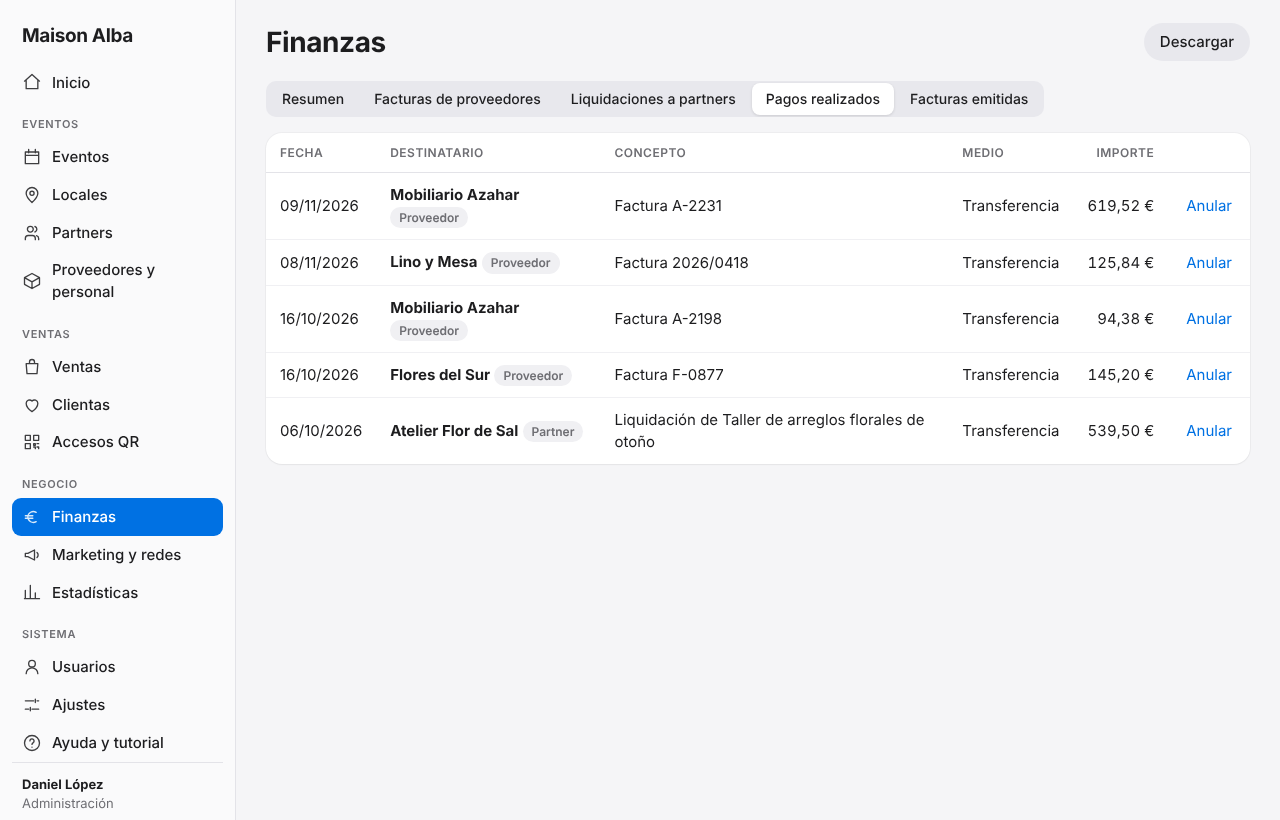 Maison Alba
Inicio
EVENTOS
Eventos
Locales
Partners
Proveedores y
personal
VENTAS
Ventas
Clientas
Accesos QR
NEGOCIO
Finanzas
Marketing y redes
Estadísticas
SISTEMA
Usuarios
Ajustes
Ayuda y tutorial
Daniel López
Administración
Finanzas
Descargar
Resumen Facturas de proveedores Liquidaciones a partners Pagos realizados Facturas emitidas
FECHA DESTINATARIO CONCEPTO MEDIO IMPORTE
09/11/2026 Mobiliario Azahar Proveedor Factura A-2231 Transferencia 619,52 € Anular
08/11/2026 Lino y Mesa Proveedor Factura 2026/0418 Transferencia 125,84 € Anular
16/10/2026 Mobiliario Azahar Proveedor Factura A-2198 Transferencia 94,38 € Anular
16/10/2026 Flores del Sur Proveedor Factura F-0877 Transferencia 145,20 € Anular
06/10/2026 Atelier Flor de Sal Partner Liquidación de Taller de arreglos florales de
otoño Transferencia 539,50 € Anular